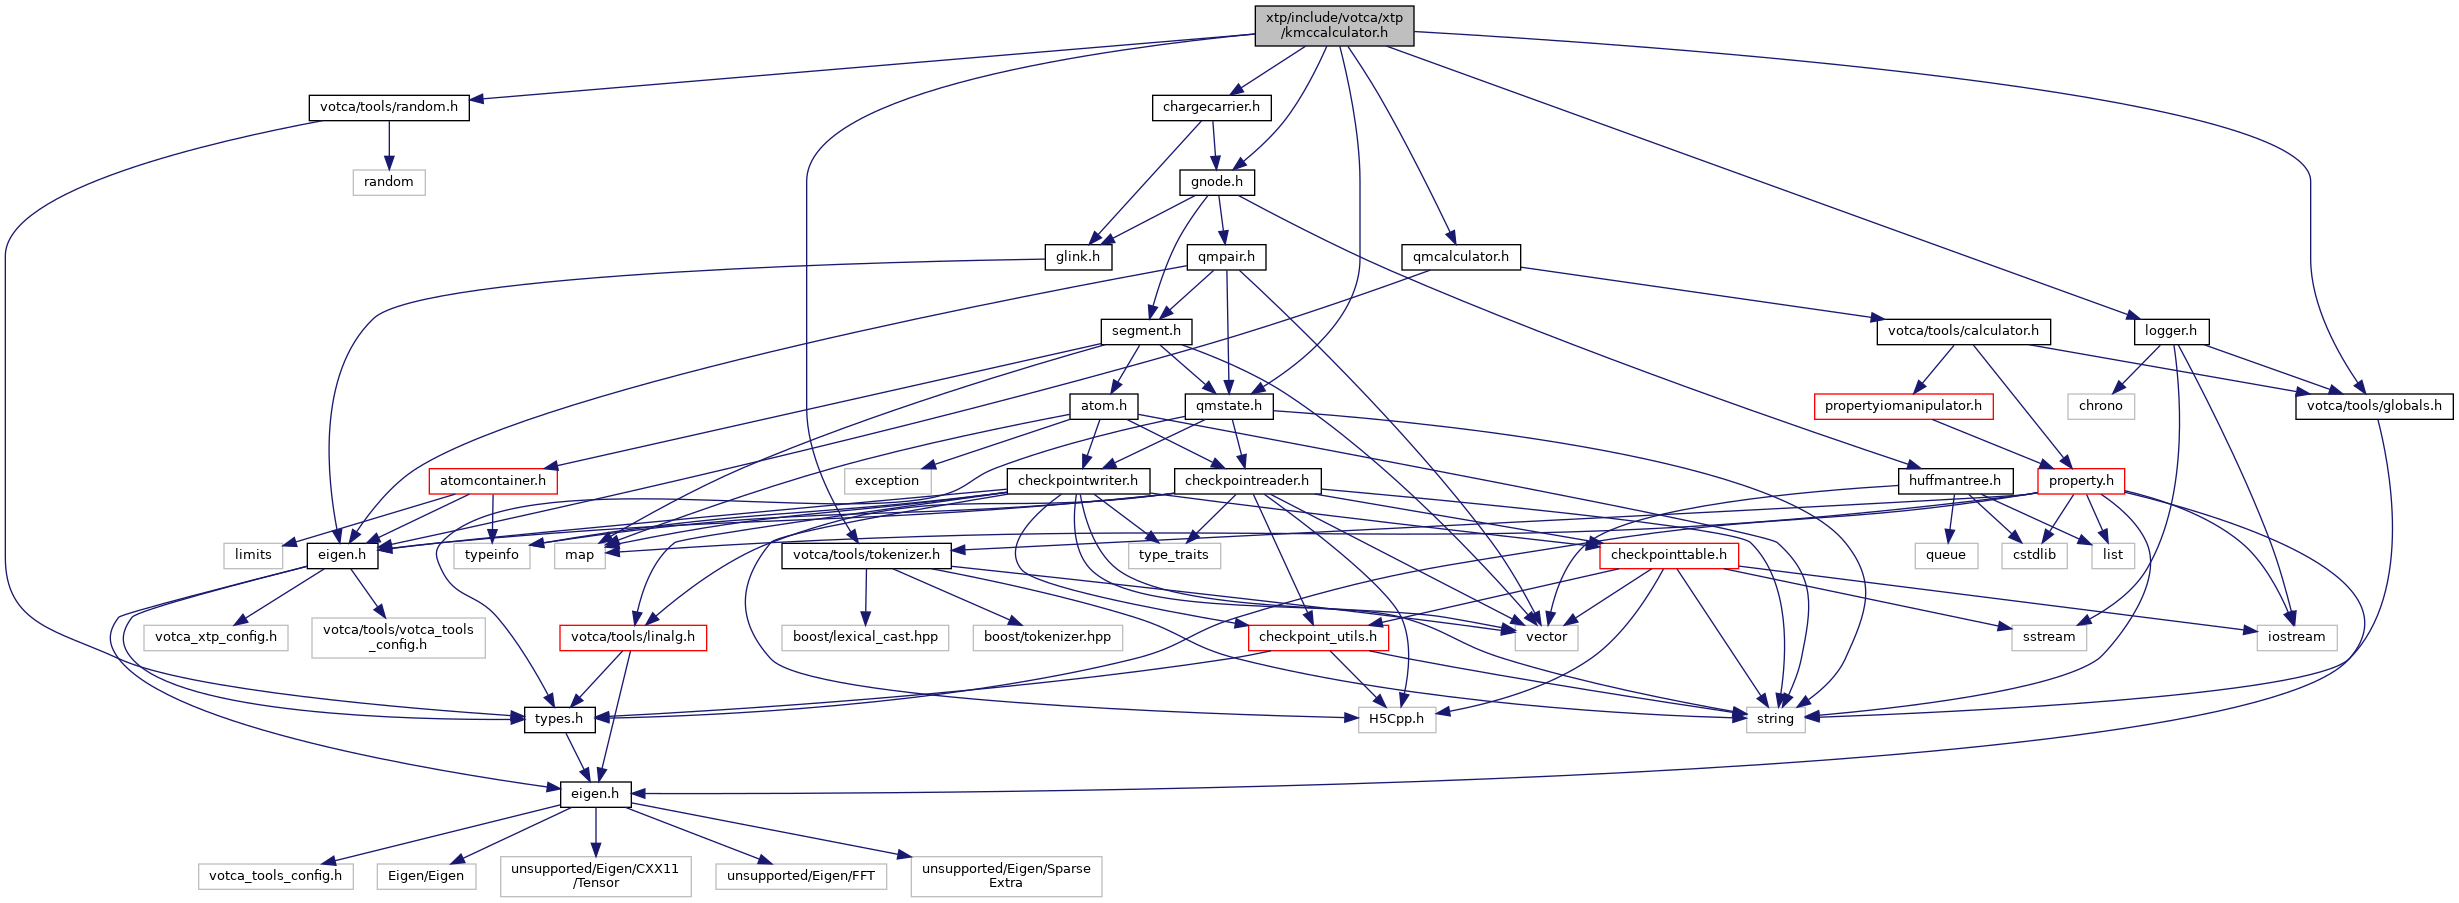 xtp/include/votca/xtp
/kmccalculator.h
votca/tools/random.h
chargecarrier.h
random
gnode.h
glink.h
qmpair.h
qmcalculator.h
segment.h
votca/tools/calculator.h
logger.h
atom.h
qmstate.h
propertyiomanipulator.h
chrono
votca/tools/globals.h
atomcontainer.h
exception
checkpointwriter.h
checkpointreader.h
huffmantree.h
property.h
limits
eigen.h
typeinfo
map
votca/tools/tokenizer.h
type_traits
checkpointtable.h
queue
cstdlib
list
votca_xtp_config.h
votca/tools/votca_tools
_config.h
votca/tools/linalg.h
boost/lexical_cast.hpp
boost/tokenizer.hpp
checkpoint_utils.h
vector
sstream
iostream
types.h
H5Cpp.h
string
eigen.h
votca_tools_config.h
Eigen/Eigen
unsupported/Eigen/CXX11
/Tensor
unsupported/Eigen/FFT
unsupported/Eigen/Sparse
Extra